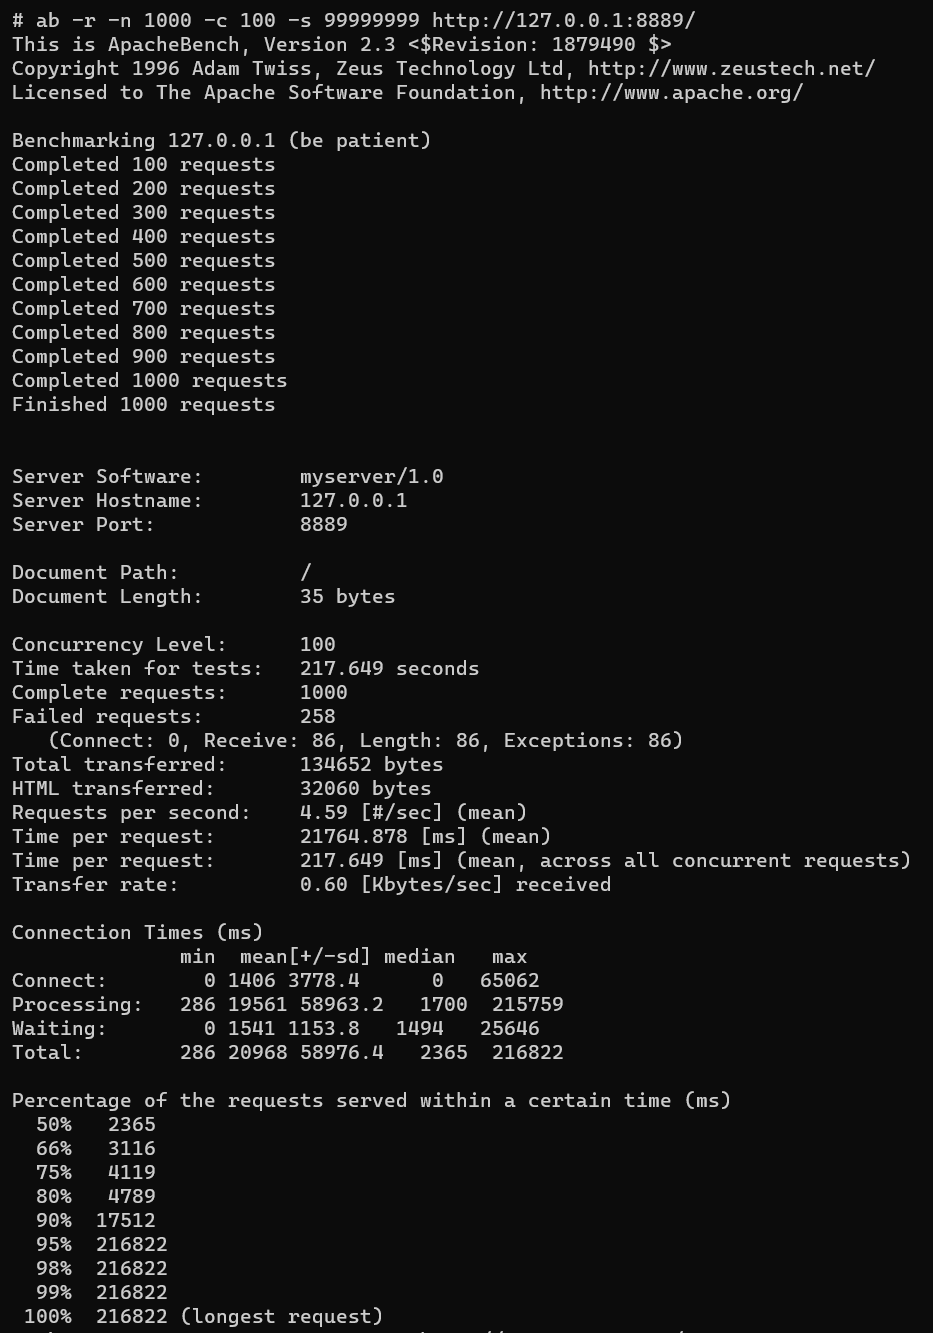 # ab -r -n 1000 -c 100 -s 99999999 http://127.0.0.1:8889/
This is ApacheBench, Version 2.3 <$Revision: 1879490 $>
Copyright 1996 Adam Twiss, Zeus Technology Ltd, http://www.zeustech.net/
Licensed to The Apache Software Foundation, http://www.apache.org/

Benchmarking 127.0.0.1 (be patient)
Completed 100 requests
Completed 200 requests
Completed 300 requests
Completed 400 requests
Completed 500 requests
Completed 600 requests
Completed 700 requests
Completed 800 requests
Completed 900 requests
Completed 1000 requests
Finished 1000 requests


Server Software:        myserver/1.0
Server Hostname:        127.0.0.1
Server Port:            8889

Document Path:          /
Document Length:        35 bytes

Concurrency Level:      100
Time taken for tests:   217.649 seconds
Complete requests:      1000
Failed requests:        258
   (Connect: 0, Receive: 86, Length: 86, Exceptions: 86)
Total transferred:      134652 bytes
HTML transferred:       32060 bytes
Requests per second:    4.59 [#/sec] (mean)
Time per request:       21764.878 [ms] (mean)
Time per request:       217.649 [ms] (mean, across all concurrent requests)
Transfer rate:          0.60 [Kbytes/sec] received

Connection Times (ms)
              min  mean[+/-sd] median   max
Connect:        0 1406 3778.4      0   65062
Processing:   286 19561 58963.2   1700  215759
Waiting:        0 1541 1153.8   1494   25646
Total:        286 20968 58976.4   2365  216822

Percentage of the requests served within a certain time (ms)
  50%   2365
  66%   3116
  75%   4119
  80%   4789
  90%  17512
  95%  216822
  98%  216822
  99%  216822
 100%  216822 (longest request)